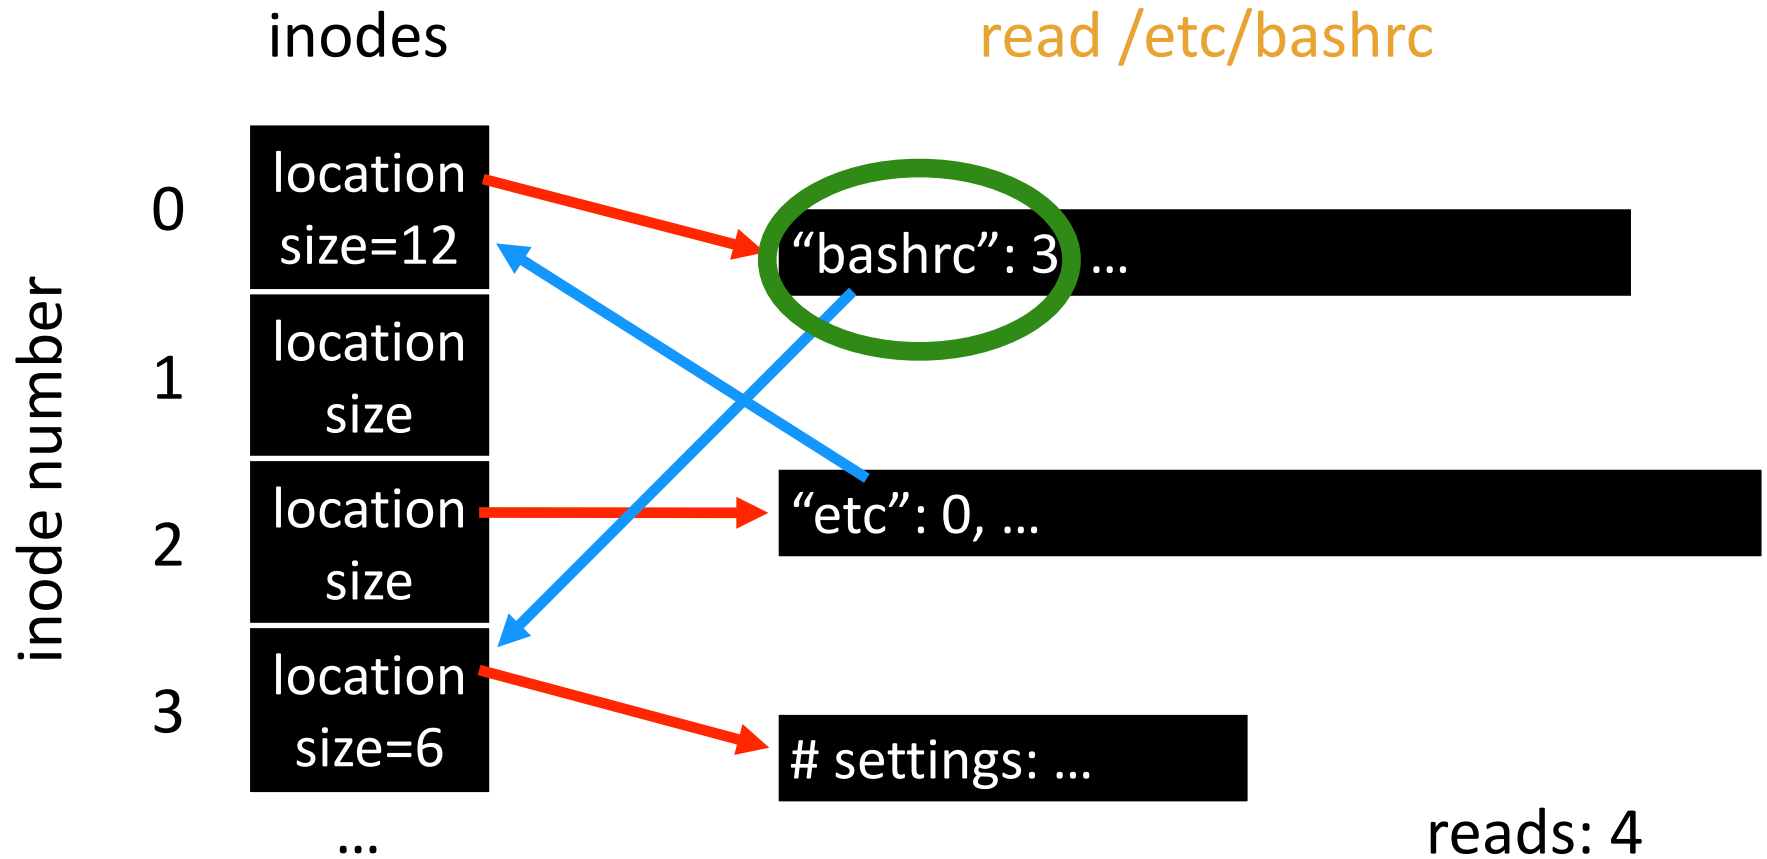 inodes
read /etc/bashrc
inode number
0
location
size=12
1
location
size
2
location
size
3
location
size=6
…
“bashrc”: 3 …
“etc”: 0, …
# settings: …
reads: 4